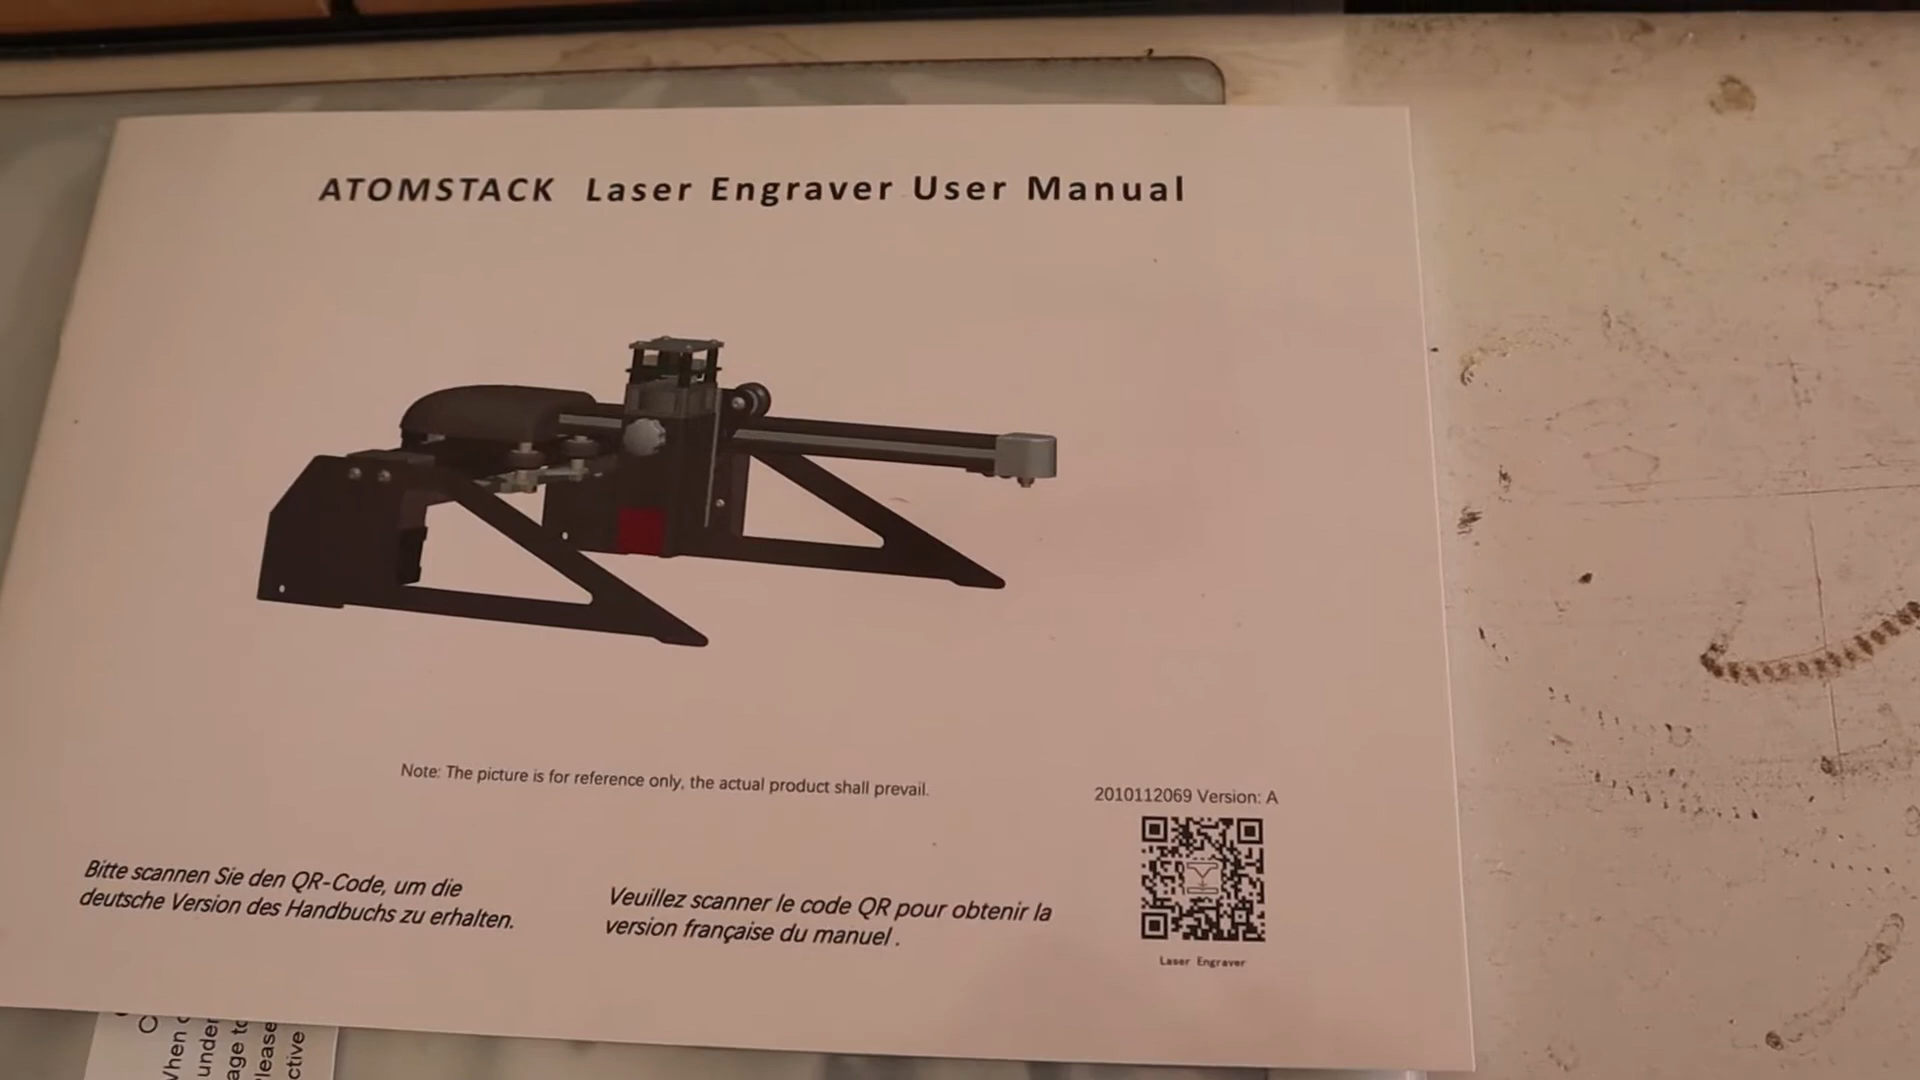 ATOMSTACK Laser Engraver User Manual
Note: The picture is for reference only, the actual product shall prevail.
2010112069 Version: A
Bitte scannen Sie den QR-Code, um die
deutsche Version des Handbuchs zu erhalten.
Veuillez scanner le code QR pour obtenir la
version française du manuel .
Laser Engraver
under